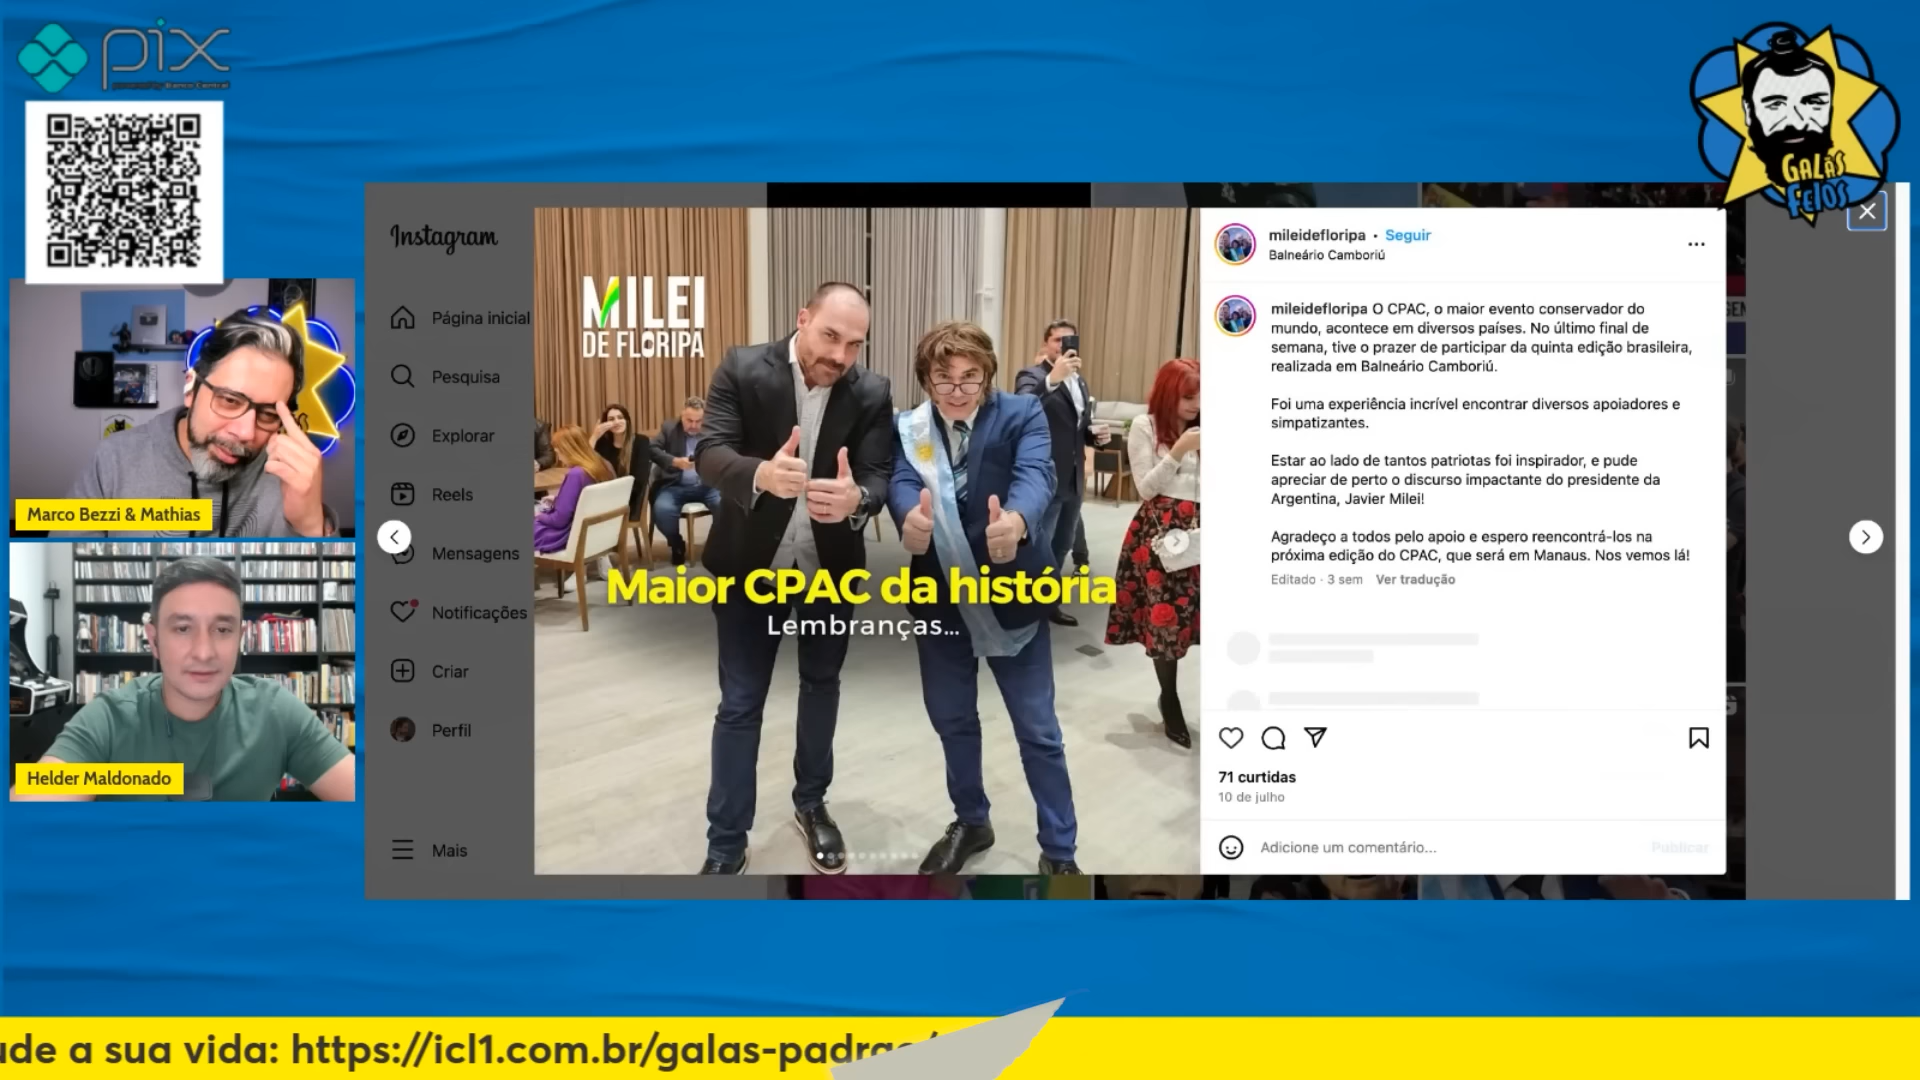 pix
powered by Banco Central
GALÃS
FEIOS
Marco Bezzi & Mathias
Helder Maldonado
Instagram
Página inicial
Pesquisa
Explorar
Reels
Mensagens
Notificações
Criar
Perfil
Mais
MILEI
DE FLORIPA
Maior CPAC da história
Lembranças...
mileidefloripa • Seguir
Balneário Camboriú
mileidefloripa O CPAC, o maior evento conservador do
mundo, acontece em diversos países. No último final de
semana, tive o prazer de participar da quinta edição brasileira,
realizada em Balneário Camboriú.
Foi uma experiência incrível encontrar diversos apoiadores e
simpatizantes.
Estar ao lado de tantos patriotas foi inspirador, e pude
apreciar de perto o discurso impactante do presidente da
Argentina, Javier Milei!
Agradeço a todos pelo apoio e espero reencontrá-los na
próxima edição do CPAC, que será em Manaus. Nos vemos lá!
Editado · 3 sem Ver tradução
71 curtidas
10 de julho
Adicione um comentário...
Publicar
ude a sua vida: https://icl1.com.br/galas-padrao/